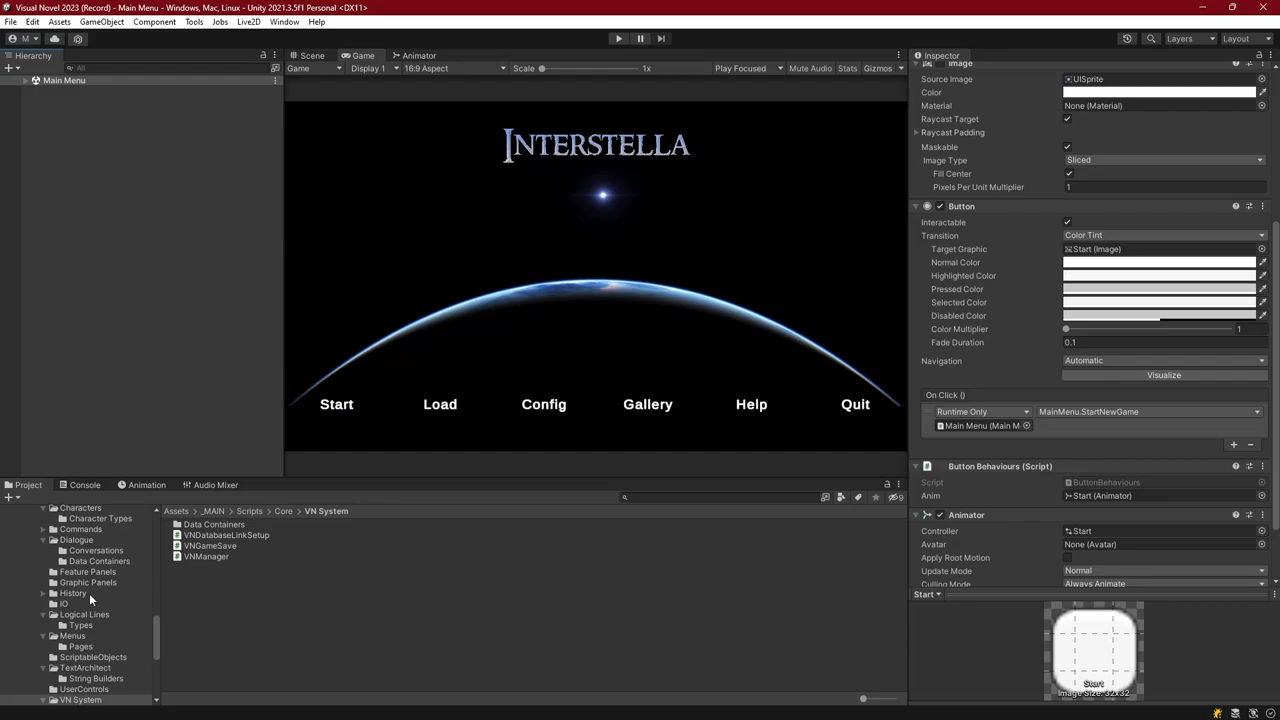 Visual Novel 2023 (Record) - Main Menu - Windows, Mac, Linux - Unity 2021.3.5f1 Personal <DX11>
File Edit Assets GameObject Component Tools Jobs Live2D Window Help
M Layers Layout
Hierarchy Scene Game Animator Inspector
All Game Display 1 16:9 Aspect Scale 1x Play Focused Mute Audio Stats Gizmos
Main Menu
INTERSTELLA
Start Load Config Gallery Help Quit
Image
Source Image UISprite
Color
Material None (Material)
Raycast Target
Raycast Padding
Maskable
Image Type Sliced
Fill Center
Pixels Per Unit Multiplier 1
Button
Interactable
Transition Color Tint
Target Graphic Start (Image)
Normal Color
Highlighted Color
Pressed Color
Selected Color
Disabled Color
Color Multiplier 1
Fade Duration 0.1
Navigation Automatic
Visualize
On Click ()
Runtime Only MainMenu.StartNewGame
Main Menu (Main M
Button Behaviours (Script)
Script ButtonBehaviours
Anim Start (Animator)
Animator
Controller Start
Avatar None (Avatar)
Apply Root Motion
Update Mode Normal
Culling Mode Always Animate
Start
Start
Image Size: 32x32
Project Console Animation Audio Mixer
9
Characters
Character Types
Commands
Dialogue
Conversations
Data Containers
Feature Panels
Graphic Panels
History
IO
Logical Lines
Types
Menus
Pages
ScriptableObjects
TextArchitect
String Builders
UserControls
VN System
Assets > _MAIN > Scripts > Core > VN System
Data Containers
VNDatabaseLinkSetup
VNGameSave
VNManager